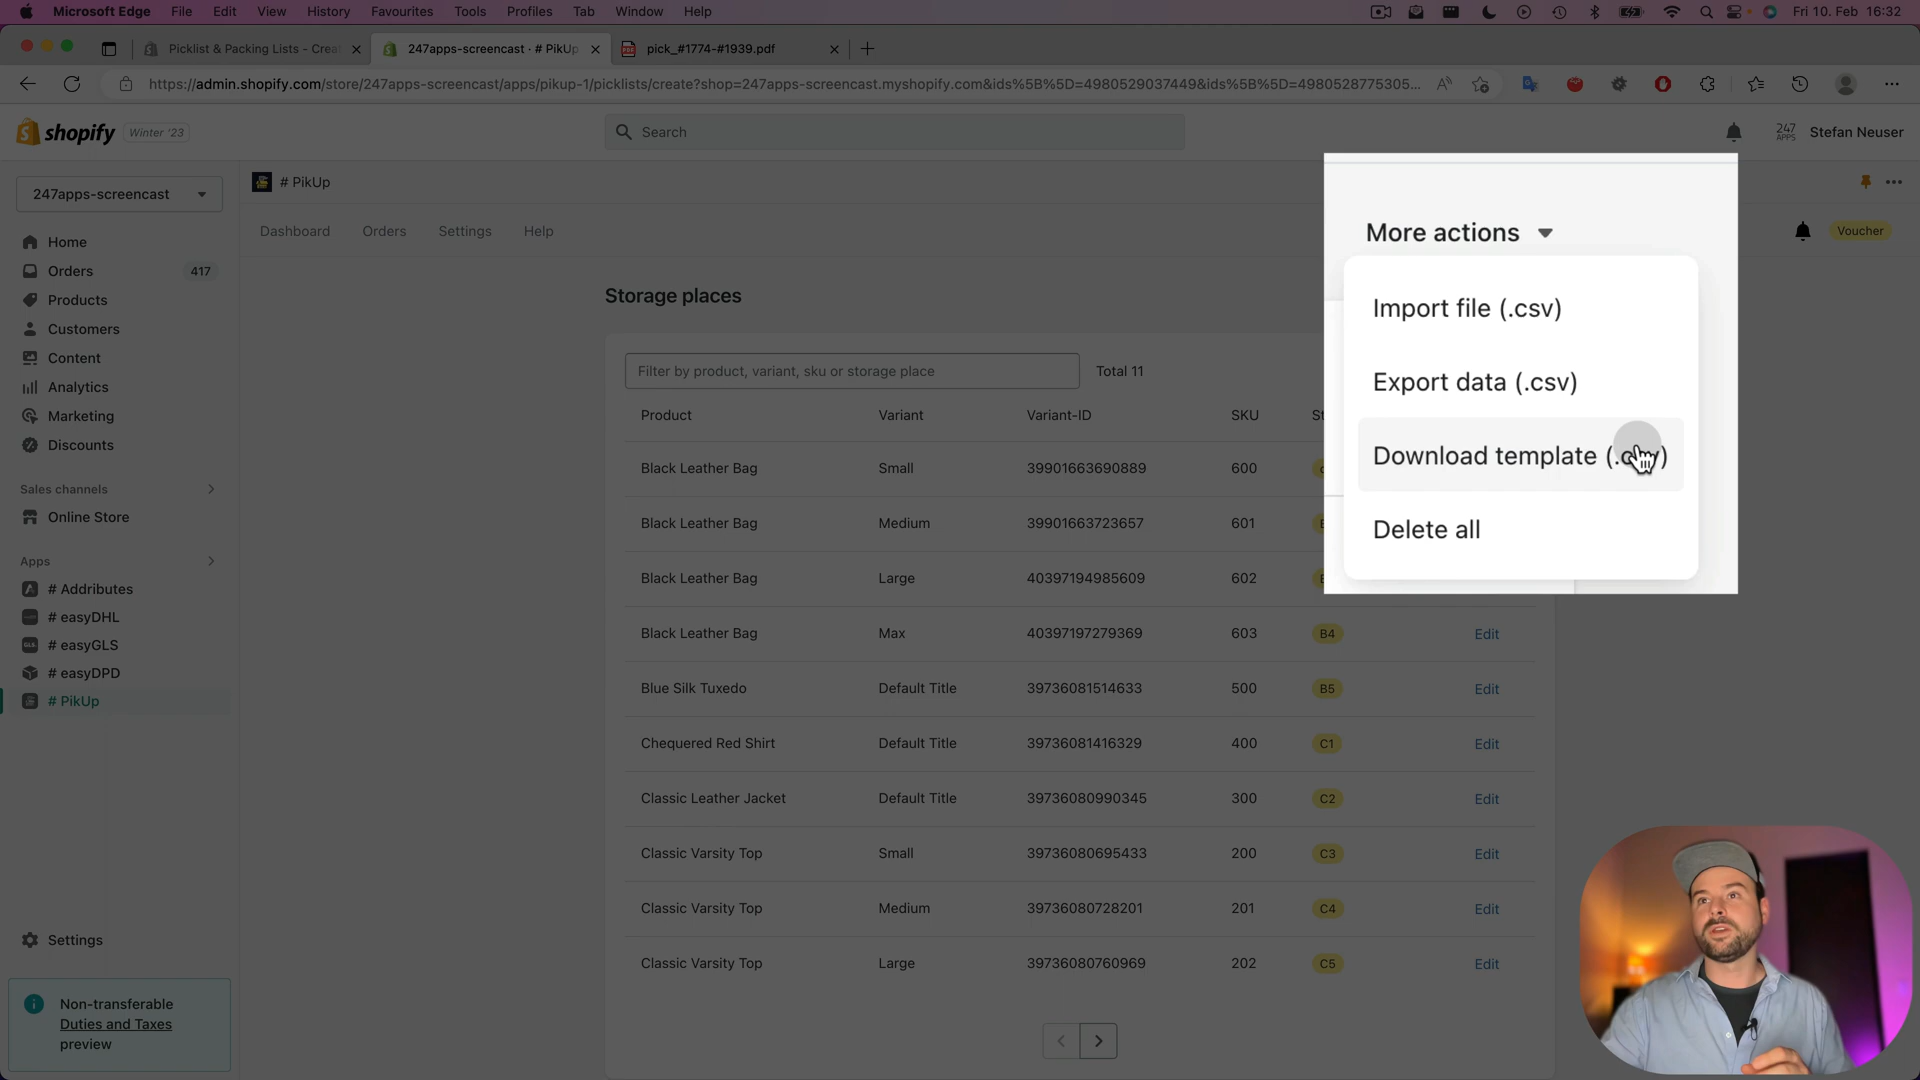 Microsoft Edge File Edit View History Favourites Tools Profiles Tab Window Help Fri 10. Feb 16:32
Picklist & Packing Lists - Crea
247apps-screencast · # PikUp
pick_#1774-#1939.pdf
https://admin.shopify.com/store/247apps-screencast/apps/pikup-1/picklists/create?shop=247apps-screencast.myshopify.com&ids%5B%5D=4980529037449&ids%5B%5D=4980528775305...
shopify Winter '23
Search
247 APPS
Stefan Neuser
247apps-screencast
# PikUp
Home
Orders 417
Products
Customers
Content
Analytics
Marketing
Discounts
Sales channels
Online Store
Apps
# Addributes
# easyDHL
# easyGLS
# easyDPD
# PikUp
Settings
Non-transferable
Duties and Taxes
preview
Dashboard Orders Settings Help
Voucher
Storage places
More actions
Import file (.csv)
Export data (.csv)
Download template
Delete all
Filter by product, variant, sku or storage place
Total 11
Product Variant Variant-ID SKU St
Black Leather Bag Small 39901663690889 600
Black Leather Bag Medium 39901663723657 601
Black Leather Bag Large 40397194985609 602
Black Leather Bag Max 40397197279369 603 B4 Edit
Blue Silk Tuxedo Default Title 39736081514633 500 B5 Edit
Chequered Red Shirt Default Title 39736081416329 400 C1 Edit
Classic Leather Jacket Default Title 39736080990345 300 C2 Edit
Classic Varsity Top Small 39736080695433 200 C3 Edit
Classic Varsity Top Medium 39736080728201 201 C4 Edit
Classic Varsity Top Large 39736080760969 202 C5 Edit